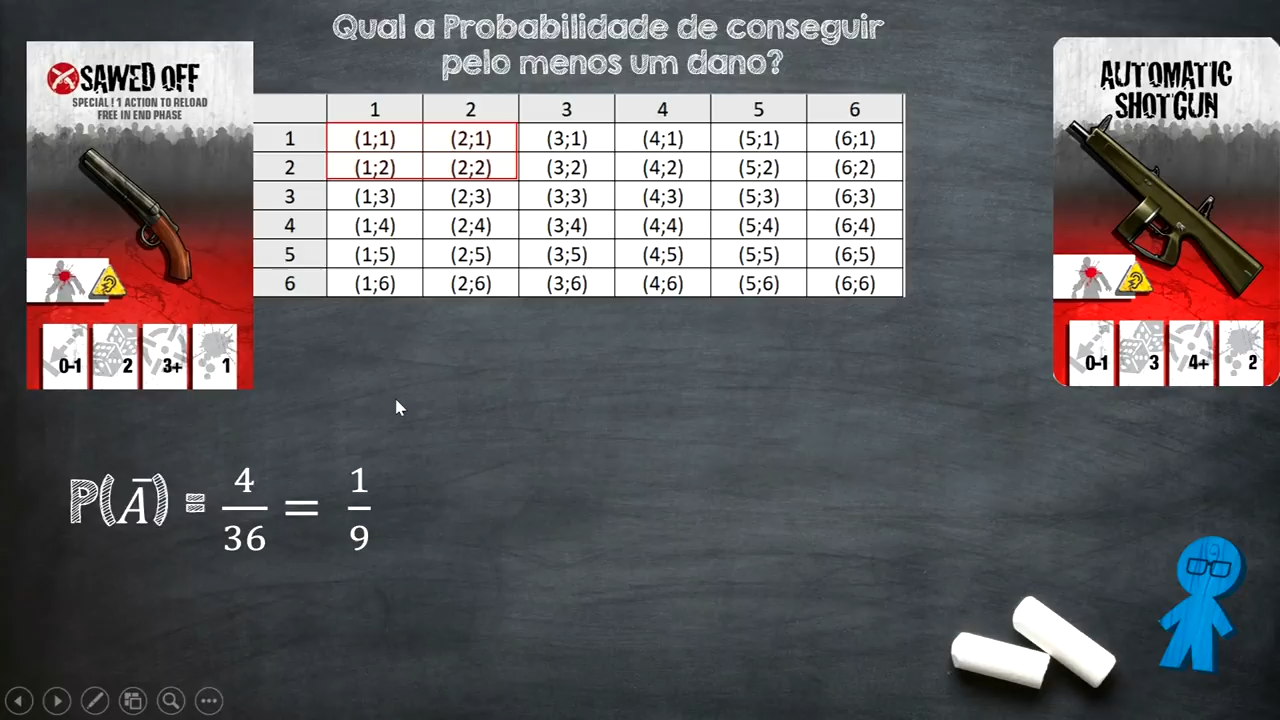 Qual a Probabilidade de conseguir
pelo menos um dano?
SAWED OFF
SPECIAL ! 1 ACTION TO RELOAD
FREE IN END PHASE
0-1 2 3+ 1
1 2 3 4 5 6
1 (1;1) (2;1) (3;1) (4;1) (5;1) (6;1)
2 (1;2) (2;2) (3;2) (4;2) (5;2) (6;2)
3 (1;3) (2;3) (3;3) (4;3) (5;3) (6;3)
4 (1;4) (2;4) (3;4) (4;4) (5;4) (6;4)
5 (1;5) (2;5) (3;5) (4;5) (5;5) (6;5)
6 (1;6) (2;6) (3;6) (4;6) (5;6) (6;6)
AUTOMATIC
SHOTGUN
0-1 3 4+ 2
P(Ā) = 4/36 = 1/9